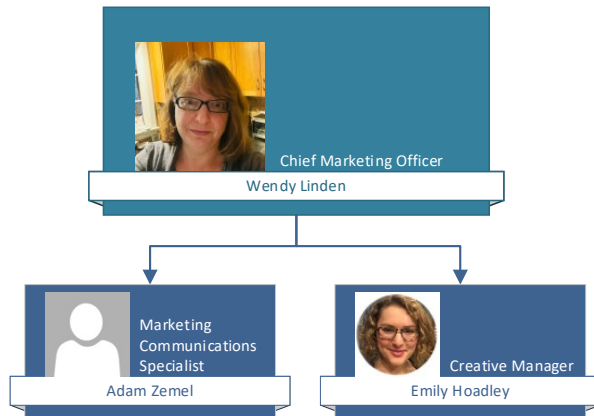 Chief Marketing Officer
Wendy Linden
Marketing
Communications
Specialist
Adam Zemel
Creative Manager
Emily Hoadley